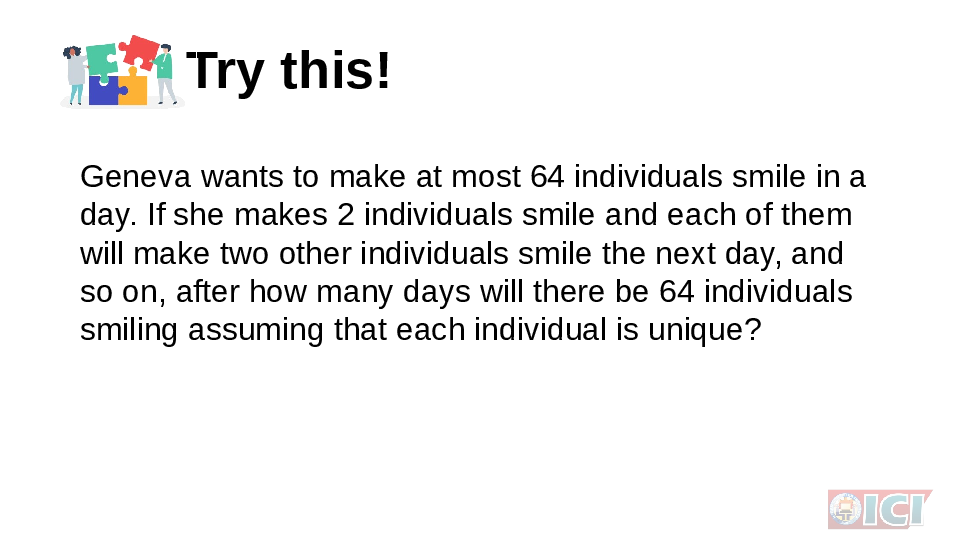 Try this!
Geneva wants to make at most 64 individuals smile in a
day. If she makes 2 individuals smile and each of them
will make two other individuals smile the next day, and
so on, after how many days will there be 64 individuals
smiling assuming that each individual is unique?
ICI